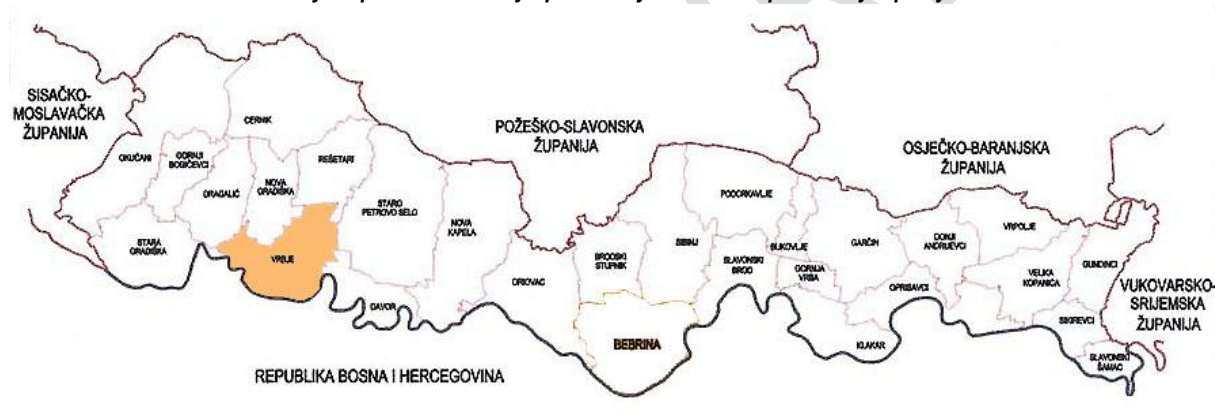 SISAČKO-
MOSLAVAČKA
ŽUPANIJA
POŽEŠKO-SLAVONSKA
ŽUPANIJA
OSJEČKO-BARANJSKA
ŽUPANIJA
VUKOVARSKO-
SRIJEMSKA
ŽUPANIJA
CERNIK
OKUČANI
GORNJI
BOGIĆEVCI
REŠETARI
DRAGALIĆ
NOVA
GRADIŠKA
STARO
PETROVO SELO
NOVA
KAPELA
STARA
GRADIŠKA
VRBJE
DAVOR
ORIOVAC
BRODSKI
STUPNIK
SIBINJ
PODCRKAVLJE
SLAVONSKI
BROD
BUKOVLJE
GORNJA
VRBA
GARČIN
OPRISAVCI
KLAKAR
DONJI
ANDRIJEVCI
VRPOLJE
VELIKA
KOPANICA
GUNDINCI
SIKIREVCI
SLAVONSKI
ŠAMAC
BEBRINA
REPUBLIKA BOSNA I HERCEGOVINA